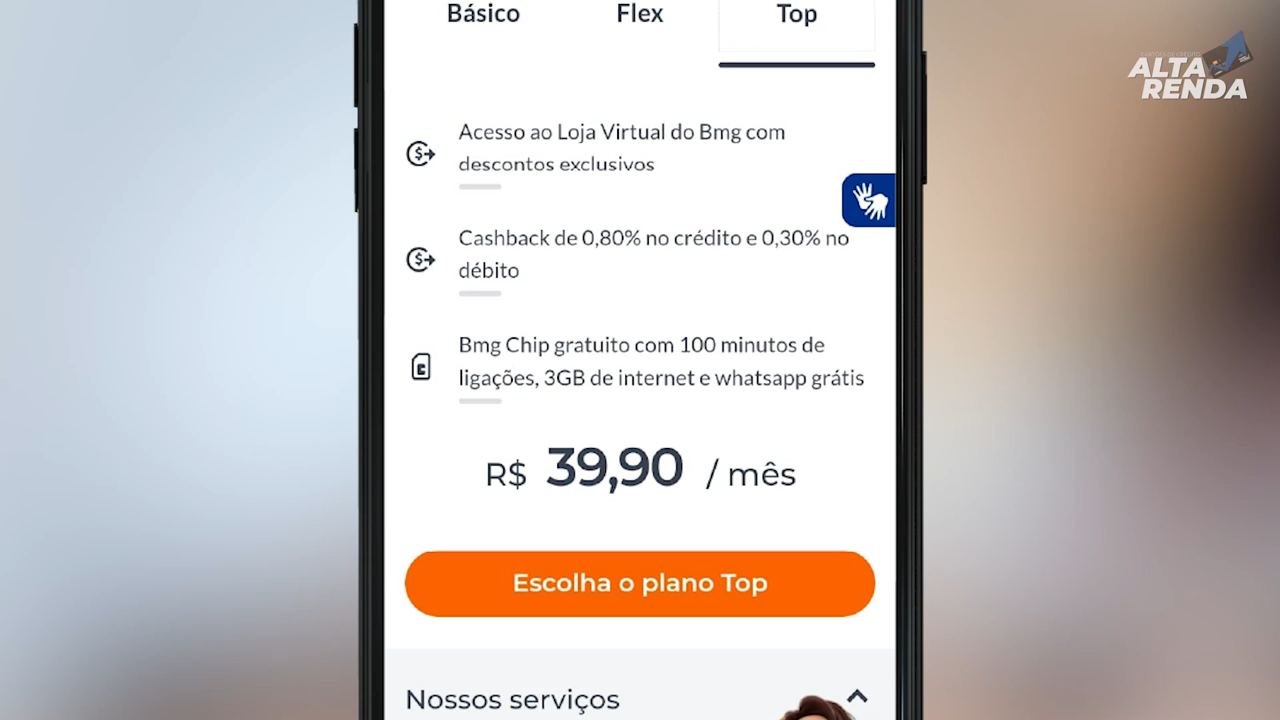 Básico Flex Top
ALTA
RENDA
Acesso ao Loja Virtual do Bmg com
descontos exclusivos
Cashback de 0,80% no crédito e 0,30% no
débito
Bmg Chip gratuito com 100 minutos de
ligações, 3GB de internet e whatsapp grátis
R$ 39,90 / mês
Escolha o plano Top
Nossos serviços